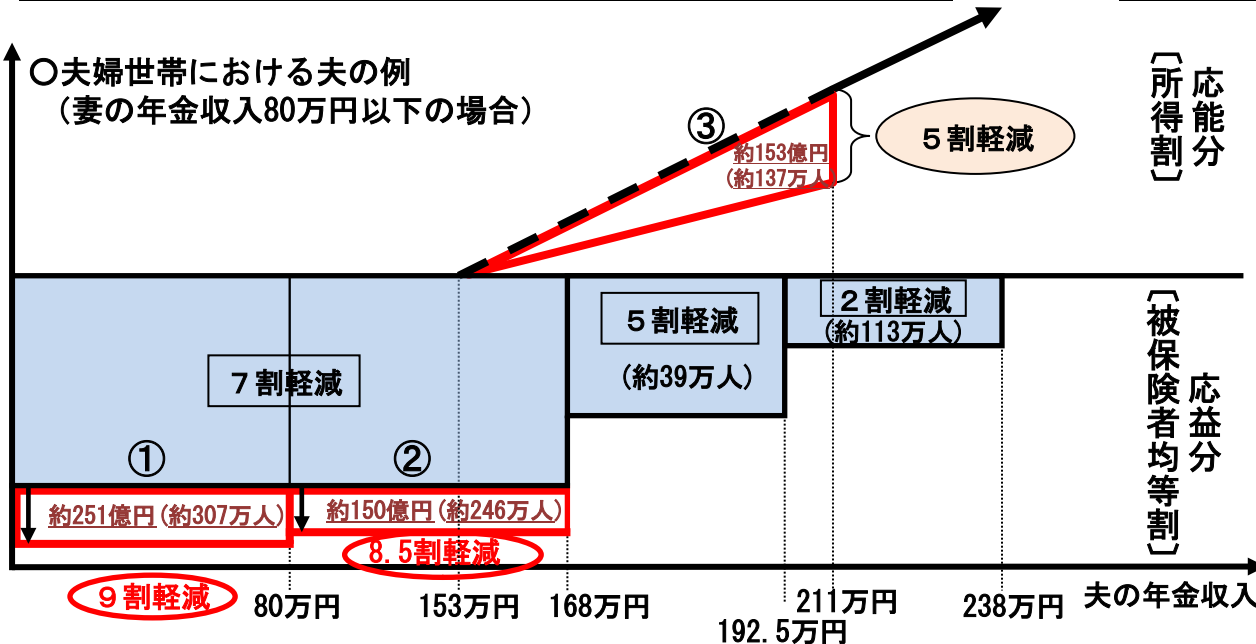 ○夫婦世帯における夫の例
（妻の年金収入80万円以下の場合）
③
約153億円
(約137万人)
５割軽減
応能分
〔所得割〕
７割軽減
５割軽減
(約39万人)
２割軽減
(約113万人)
①
②
約251億円(約307万人)
約150億円(約246万人)
8.5割軽減
９割軽減
応益分
〔被保険者均等割〕
80万円
153万円
168万円
192.5万円
211万円
238万円
夫の年金収入